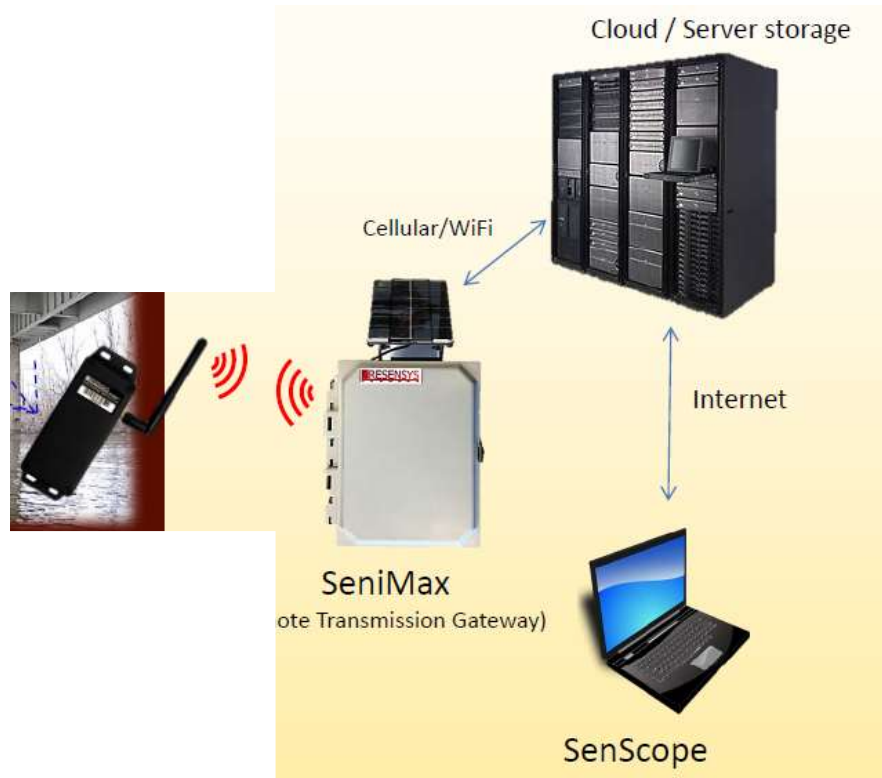 Cloud / Server storage
Cellular/WiFi
RESENSYS
Internet
SeniMax
ote Transmission Gateway)
SenScope